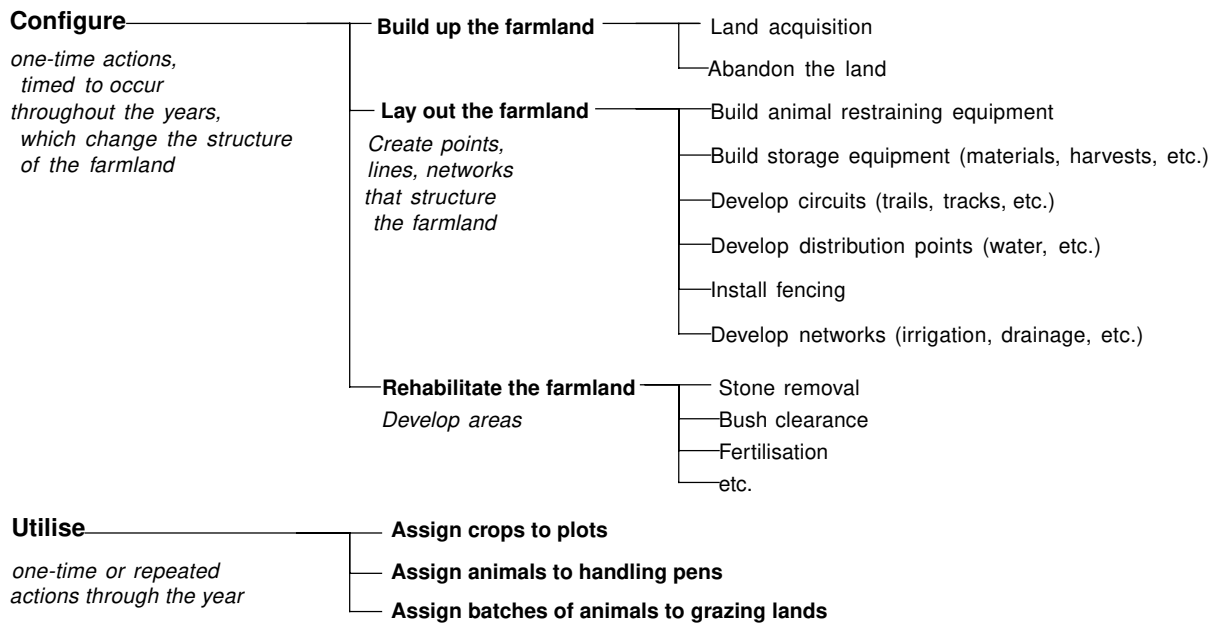 Configure
one-time actions,
timed to occur
throughout the years,
which change the structure
of the farmland
Build up the farmland
Land acquisition
Abandon the land
Lay out the farmland
Create points,
lines, networks
that structure
the farmland
Build animal restraining equipment
Build storage equipment (materials, harvests, etc.)
Develop circuits (trails, tracks, etc.)
Develop distribution points (water, etc.)
Install fencing
Develop networks (irrigation, drainage, etc.)
Rehabilitate the farmland
Develop areas
Stone removal
Bush clearance
Fertilisation
etc.
Utilise
one-time or repeated
actions through the year
Assign crops to plots
Assign animals to handling pens
Assign batches of animals to grazing lands